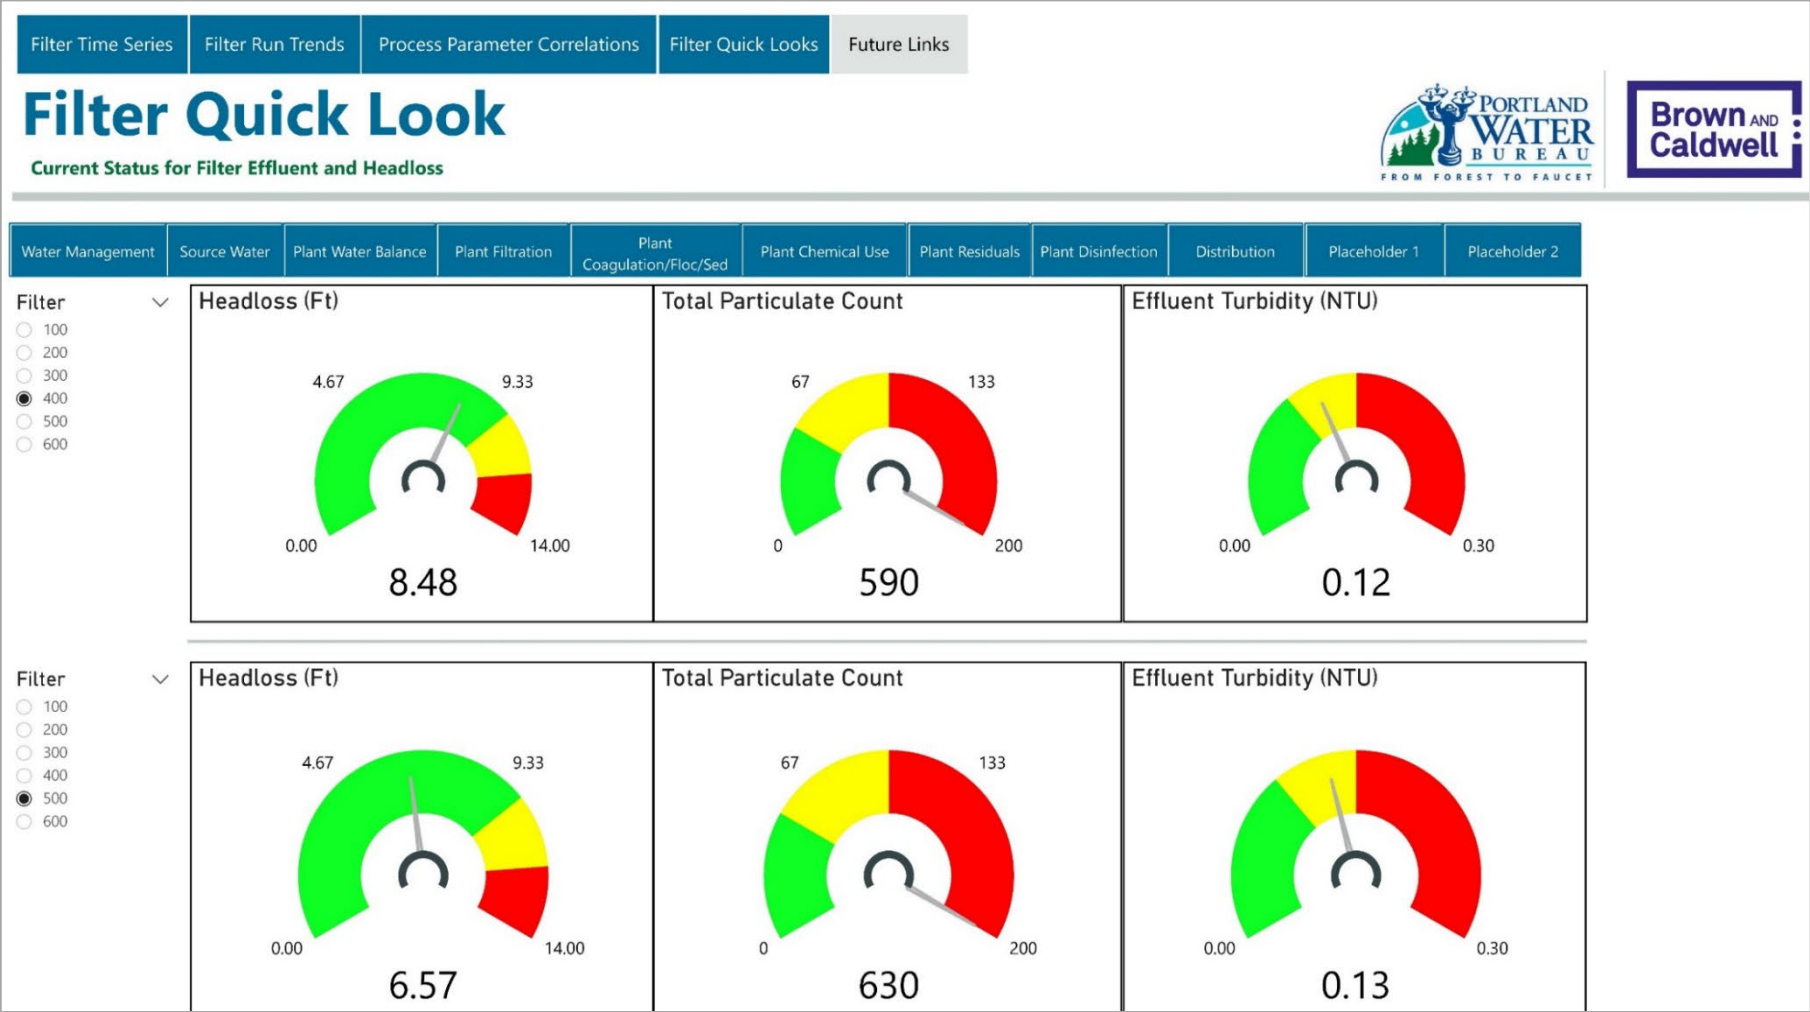 Filter Time Series
Filter Run Trends
Process Parameter Correlations
Filter Quick Looks
Future Links
Filter Quick Look
Current Status for Filter Effluent and Headloss
PORTLAND
WATER
BUREAU
FROM FOREST TO FAUCET
Brown AND
Caldwell
Water Management
Source Water
Plant Water Balance
Plant Filtration
Plant
Coagulation/Floc/Sed
Plant Chemical Use
Plant Residuals
Plant Disinfection
Distribution
Placeholder 1
Placeholder 2
Filter
100
200
300
400
500
600
Headloss (Ft)
4.67
9.33
0.00
14.00
8.48
Total Particulate Count
67
133
0
200
590
Effluent Turbidity (NTU)
0.00
0.30
0.12
Filter
100
200
300
400
500
600
Headloss (Ft)
4.67
9.33
0.00
14.00
6.57
Total Particulate Count
67
133
0
200
630
Effluent Turbidity (NTU)
0.00
0.30
0.13